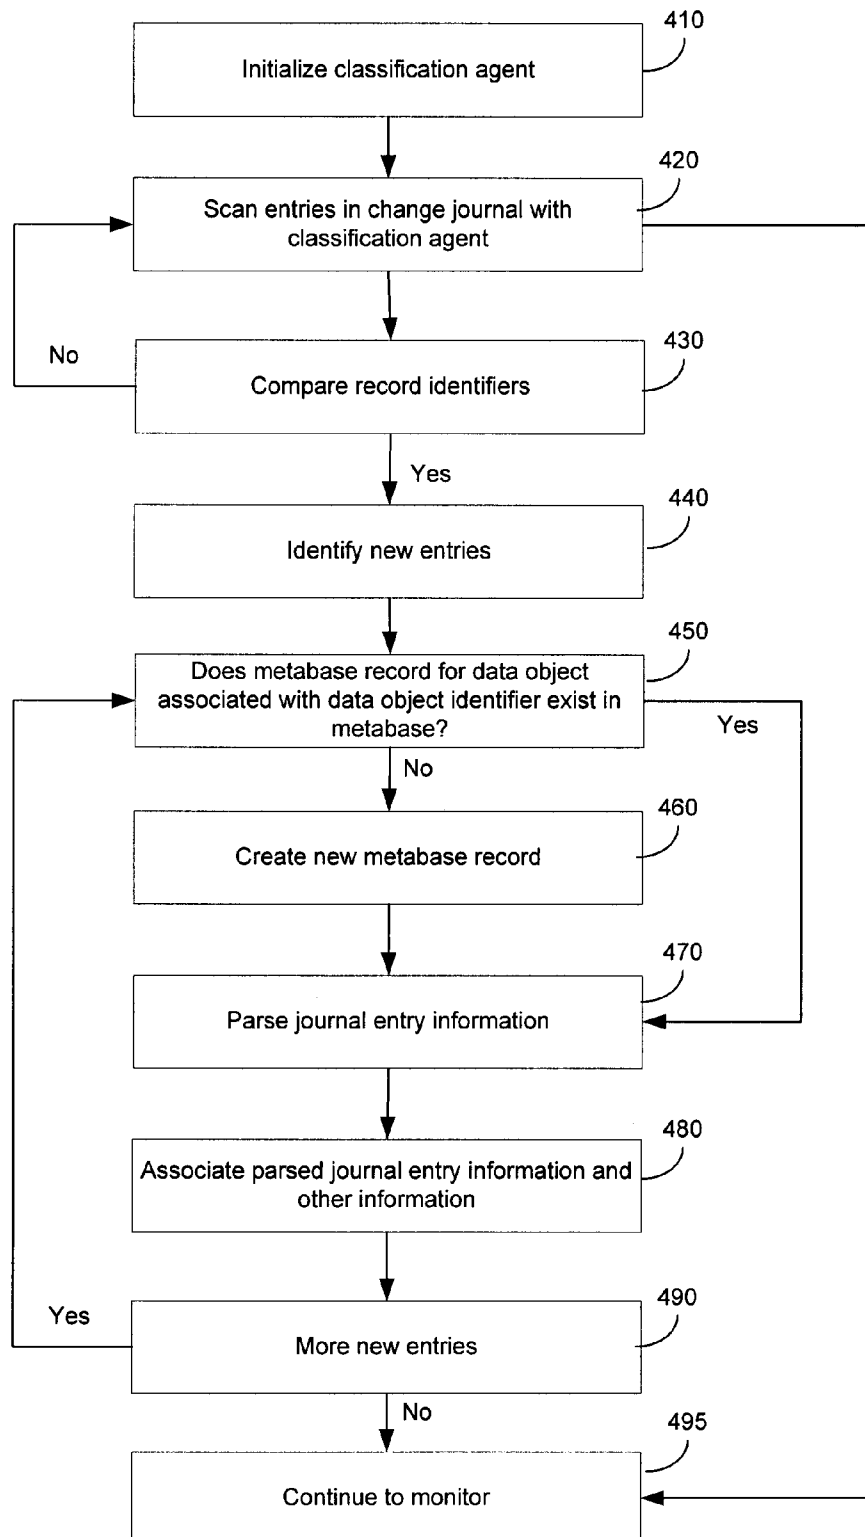 410
Initialize classification agent
420
Scan entries in change journal with
classification agent
430
No
Compare record identifiers
Yes
440
Identify new entries
450
Does metabase record for data object
associated with data object identifier exist in
metabase?
Yes
No
460
Create new metabase record
470
Parse journal entry information
480
Associate parsed journal entry information and
other information
490
Yes
More new entries
No
495
Continue to monitor